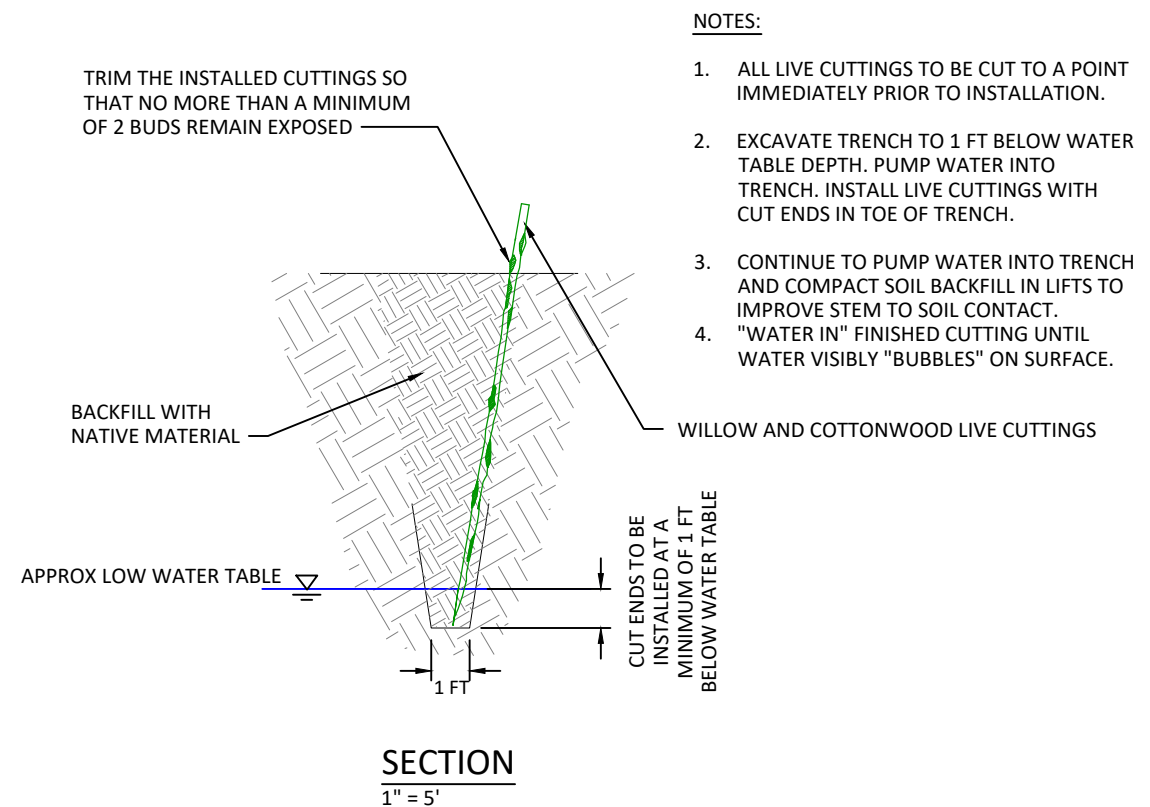 NOTES:
TRIM THE INSTALLED CUTTINGS SO
THAT NO MORE THAN A MINIMUM
OF 2 BUDS REMAIN EXPOSED
1. ALL LIVE CUTTINGS TO BE CUT TO A POINT
IMMEDIATELY PRIOR TO INSTALLATION.
2. EXCAVATE TRENCH TO 1 FT BELOW WATER
TABLE DEPTH. PUMP WATER INTO
TRENCH. INSTALL LIVE CUTTINGS WITH
CUT ENDS IN TOE OF TRENCH.
3. CONTINUE TO PUMP WATER INTO TRENCH
AND COMPACT SOIL BACKFILL IN LIFTS TO
IMPROVE STEM TO SOIL CONTACT.
4. "WATER IN" FINISHED CUTTING UNTIL
WATER VISIBLY "BUBBLES" ON SURFACE.
BACKFILL WITH
NATIVE MATERIAL
WILLOW AND COTTONWOOD LIVE CUTTINGS
APPROX LOW WATER TABLE
CUT ENDS TO BE
INSTALLED AT A
MINIMUM OF 1 FT
BELOW WATER TABLE
1 FT
SECTION
1" = 5'